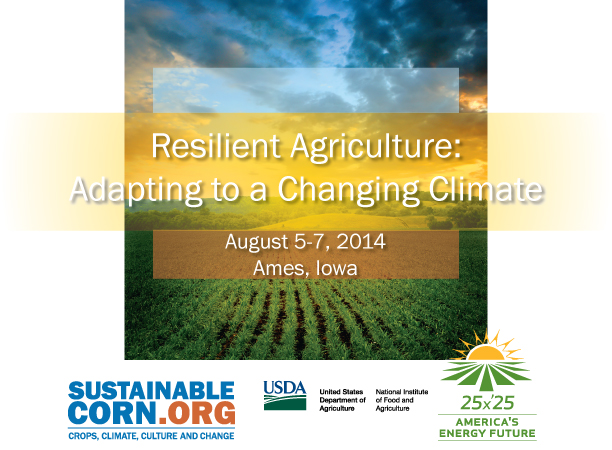 Resilient Agriculture:
Adapting to a Changing Climate
August 5-7, 2014
Ames, Iowa
SUSTAINABLE
CORN.ORG
CROPS, CLIMATE, CULTURE AND CHANGE
USDA
United States
Department of
Agriculture
National Institute
of Food and
Agriculture
25x'25
AMERICA'S
ENERGY FUTURE